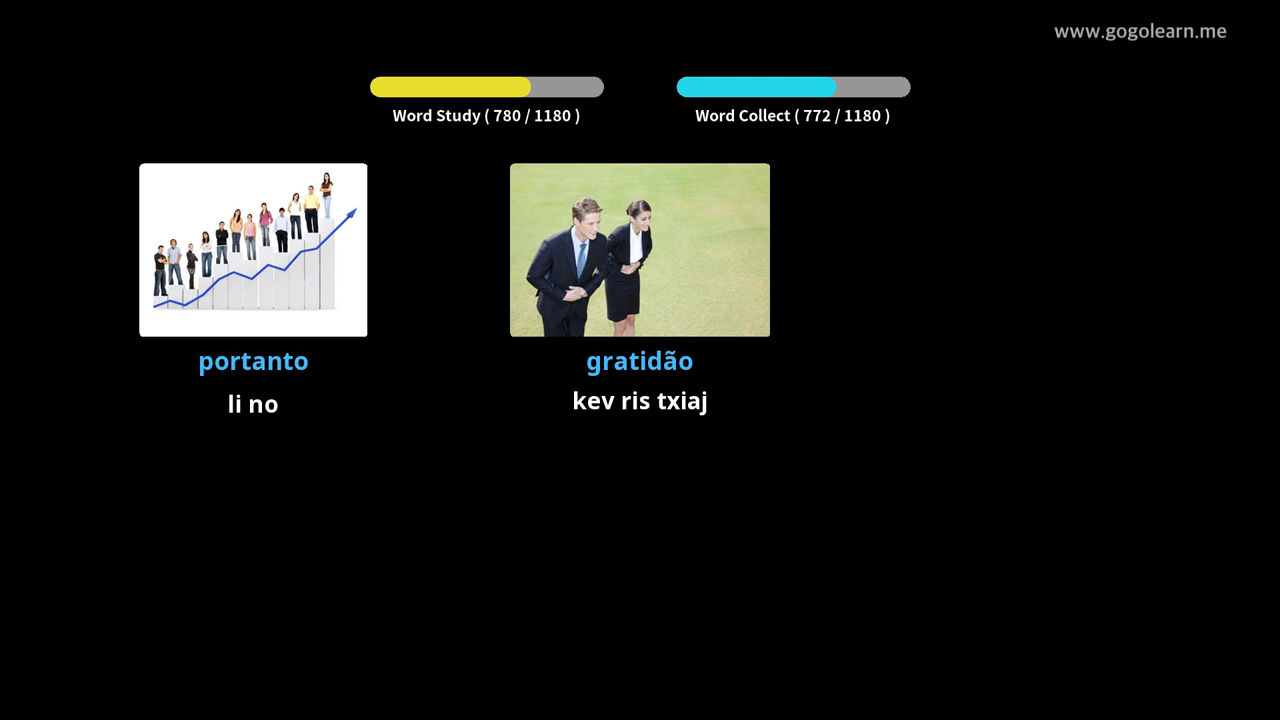 www.gogolearn.me
Word Study ( 780 / 1180 )
Word Collect ( 772 / 1180 )
portanto
li no
gratidão
kev ris txiaj